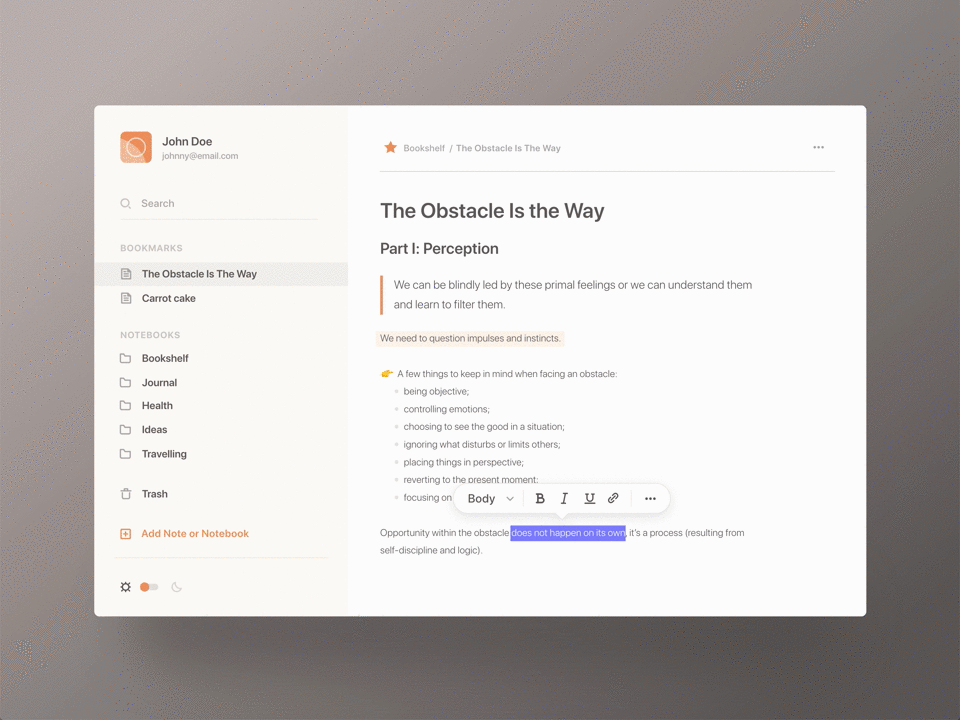 John Doe
johnny@email.com
Search
BOOKMARKS
The Obstacle Is The Way
Carrot cake
NOTEBOOKS
Bookshelf
Journal
Health
Ideas
Travelling
Trash
Add Note or Notebook
Bookshelf / The Obstacle Is The Way
The Obstacle Is the Way
Part I: Perception
We can be blindly led by these primal feelings or we can understand them
and learn to filter them.
We need to question impulses and instincts.
👉 A few things to keep in mind when facing an obstacle:
being objective;
controlling emotions;
choosing to see the good in a situation;
ignoring what disturbs or limits others;
placing things in perspective;
reverting to the present moment;
focusing on
Body B I U
Opportunity within the obstacle does not happen on its own, it's a process (resulting from
self-discipline and logic).